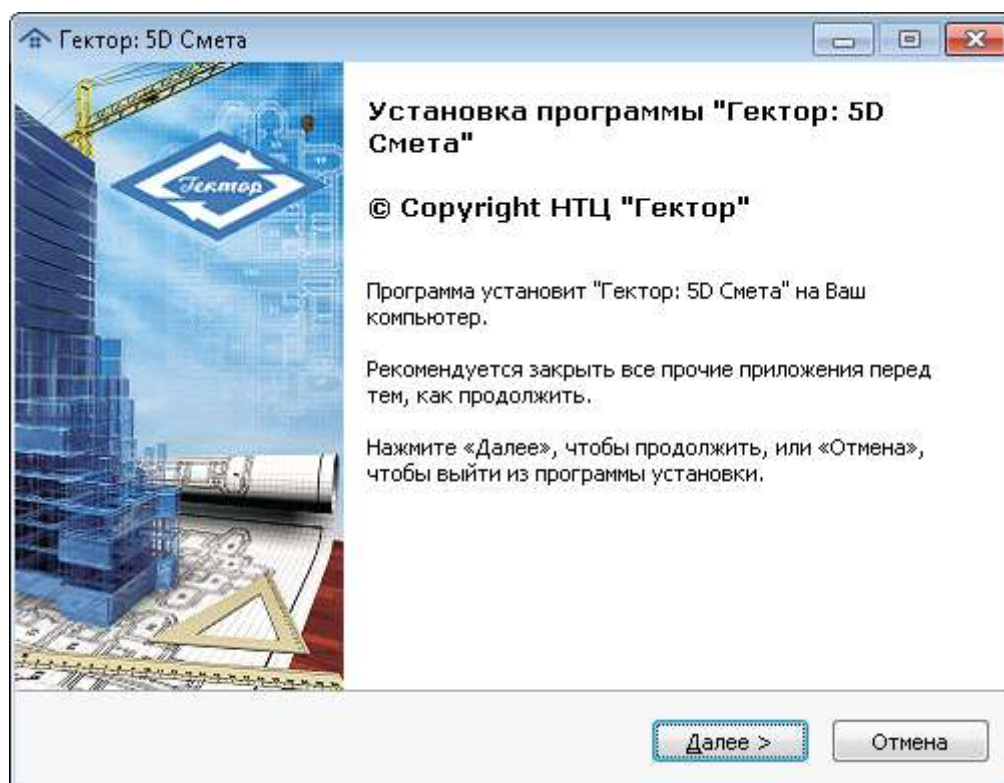 Гектор: 5D Смета
Гектор
Установка программы "Гектор: 5D
Смета"
© Copyright НТЦ "Гектор"
Программа установит "Гектор: 5D Смета" на Ваш
компьютер.
Рекомендуется закрыть все прочие приложения перед
тем, как продолжить.
Нажмите «Далее», чтобы продолжить, или «Отмена»,
чтобы выйти из программы установки.
Далее >
Отмена